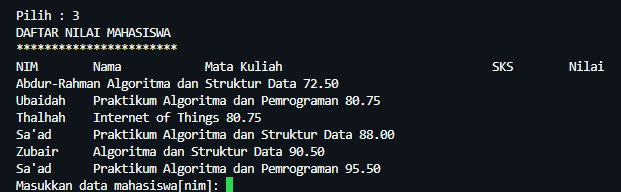 Pilih : 3
DAFTAR NILAI MAHASISWA
***********************
NIM Nama Mata Kuliah SKS Nilai
Abdur-Rahman Algoritma dan Struktur Data 72.50
Ubaidah Praktikum Algoritma dan Pemrograman 80.75
Thalhah Internet of Things 80.75
Sa'ad Praktikum Algoritma dan Struktur Data 88.00
Zubair Algoritma dan Struktur Data 90.50
Sa'ad Praktikum Algoritma dan Pemrograman 95.50
Masukkan data mahasiswa[nim]: